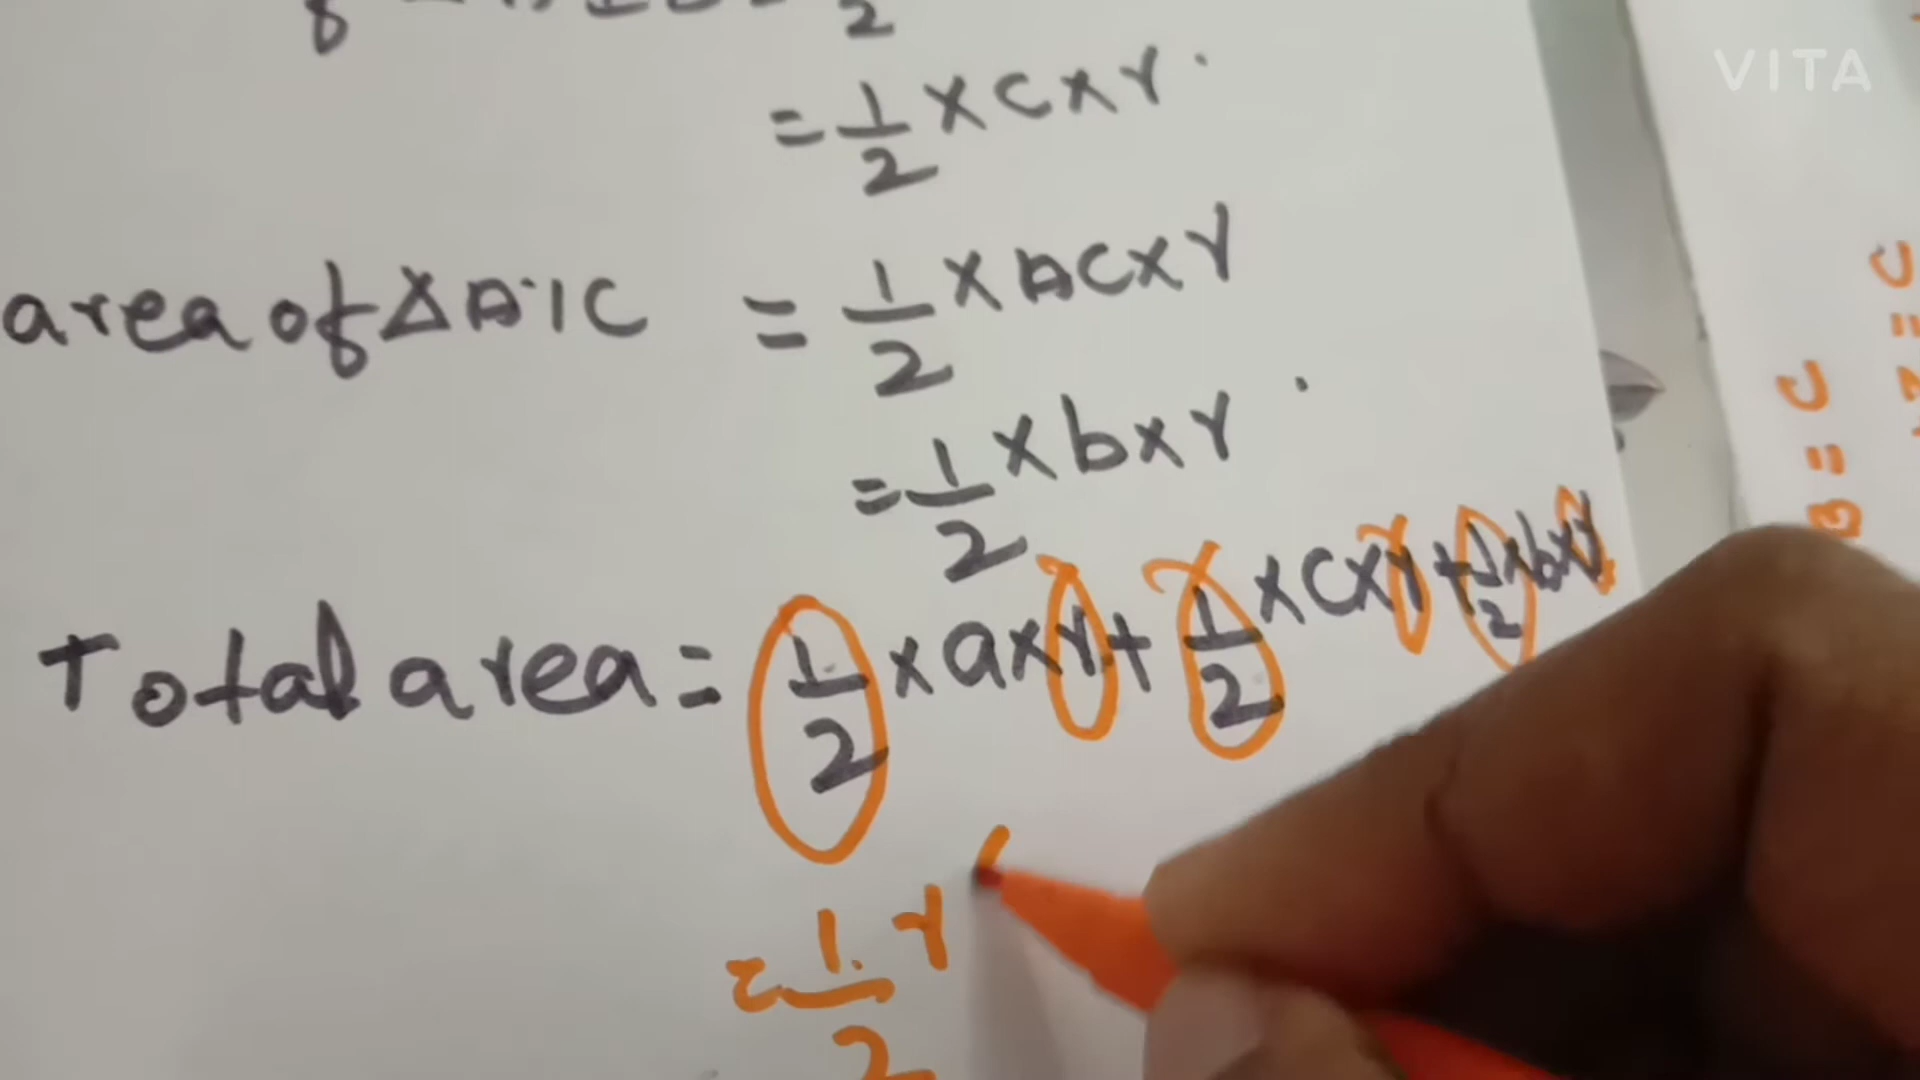 VITA
= 1/2 × C × r.
area of △AIC = 1/2 × AC × r
= 1/2 × b × r.
Total area = 1/2 × a × r + 1/2 × C × r + 1/2 × b × r
= 1/2 r (
B = C
= C